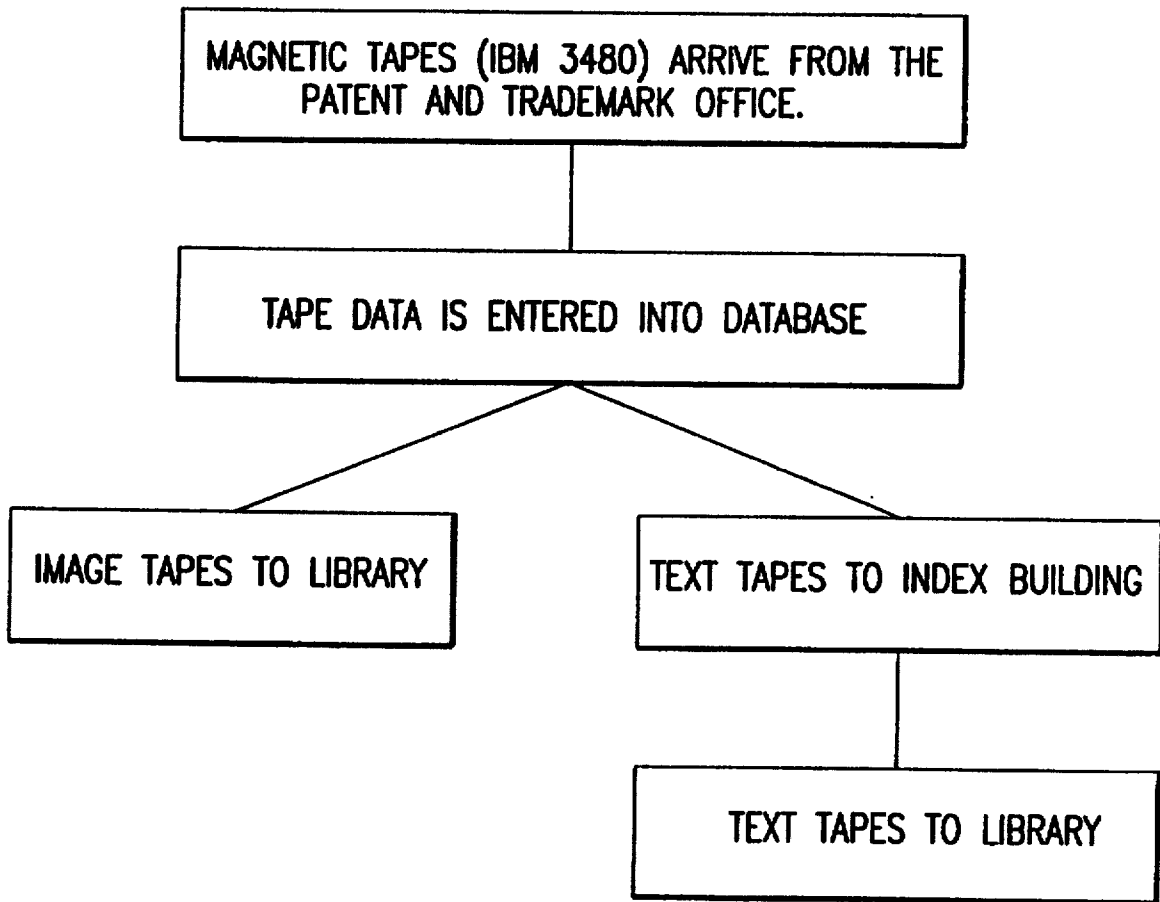 MAGNETIC TAPES (IBM 3480) ARRIVE FROM THE
PATENT AND TRADEMARK OFFICE.
TAPE DATA IS ENTERED INTO DATABASE
IMAGE TAPES TO LIBRARY
TEXT TAPES TO INDEX BUILDING
TEXT TAPES TO LIBRARY